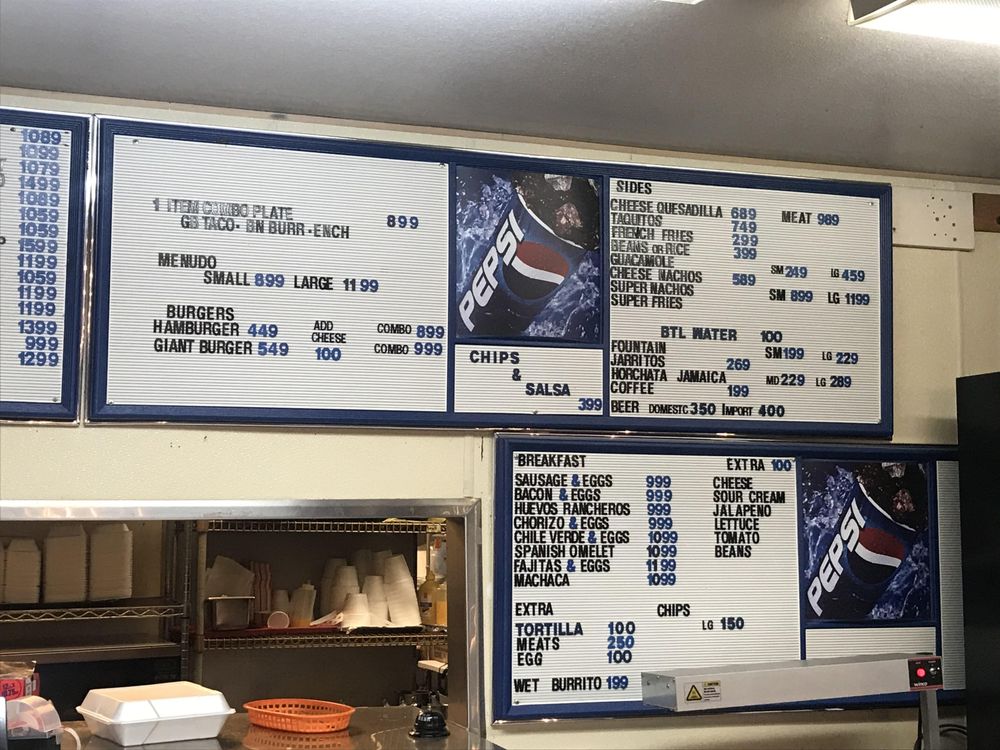 1089
1099
1079
1499
1089
1059
1059
1599
1199
1059
1199
1199
1399
999
1299
1 ITEM COMBO PLATE
GB TACO- BN BURR -ENCH 899
MENUDO
SMALL 899 LARGE 1199
BURGERS
HAMBURGER 449 ADD CHEESE COMBO 899
GIANT BURGER 549 100 COMBO 999
PEPSI
CHIPS
&
SALSA
399
SIDES
CHEESE QUESADILLA 689 MEAT 989
TAQUITOS 749
FRENCH FRIES 299
BEANS OR RICE 399
GUACAMOLE SM 249 LG 459
CHEESE NACHOS 589
SUPER NACHOS SM 899 LG 1199
SUPER FRIES
BTL WATER 100
FOUNTAIN SM 199 LG 229
JARRITOS 269
HORCHATA JAMAICA MD 229 LG 289
COFFEE 199
BEER DOMESTC 350 IMPORT 400
BREAKFAST
SAUSAGE & EGGS 999
BACON & EGGS 999
HUEVOS RANCHEROS 999
CHORIZO & EGGS 999
CHILE VERDE & EGGS 1099
SPANISH OMELET 1099
FAJITAS & EGGS 1199
MACHACA 1099
EXTRA 100
CHEESE
SOUR CREAM
JALAPENO
LETTUCE
TOMATO
BEANS
EXTRA
TORTILLA 100
MEATS 250
EGG 100
WET BURRITO 199
CHIPS
LG 150
PEPSI
winco